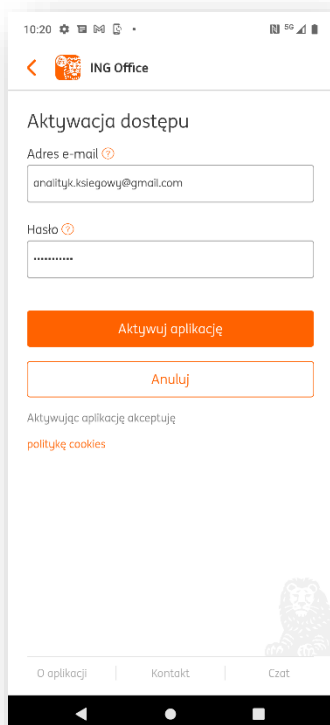 10:20 5G
ING Office
Aktywacja dostępu
Adres e-mail ?
analityk.ksiegowy@gmail.com
Hasło ?
•••••••••••
Aktywuj aplikację
Anuluj
Aktywując aplikację akceptuję
politykę cookies
O aplikacji Kontakt Czat